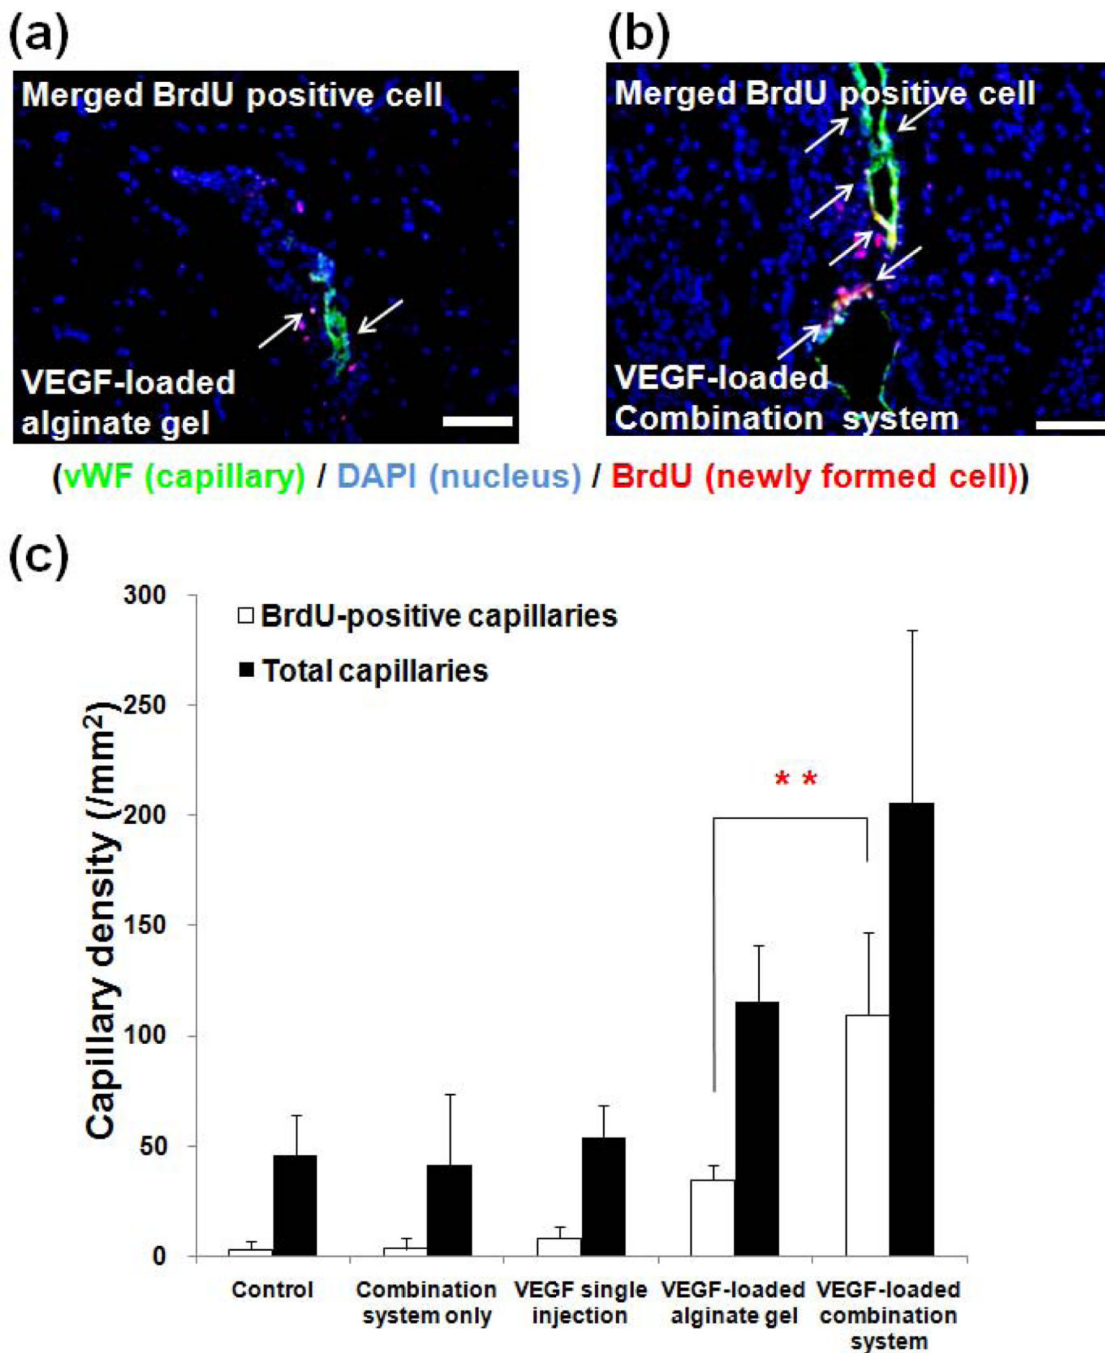 (a)
Merged BrdU positive cell
VEGF-loaded
alginate gel
(b)
Merged BrdU positive cell
VEGF-loaded
Combination system
(vWF (capillary) / DAPI (nucleus) / BrdU (newly formed cell))
(c)
Capillary density (/mm²)
300
250
200
150
100
50
0
BrdU-positive capillaries
Total capillaries
* *
Control
Combination
system only
VEGF single
injection
VEGF-loaded
alginate gel
VEGF-loaded
combination
system